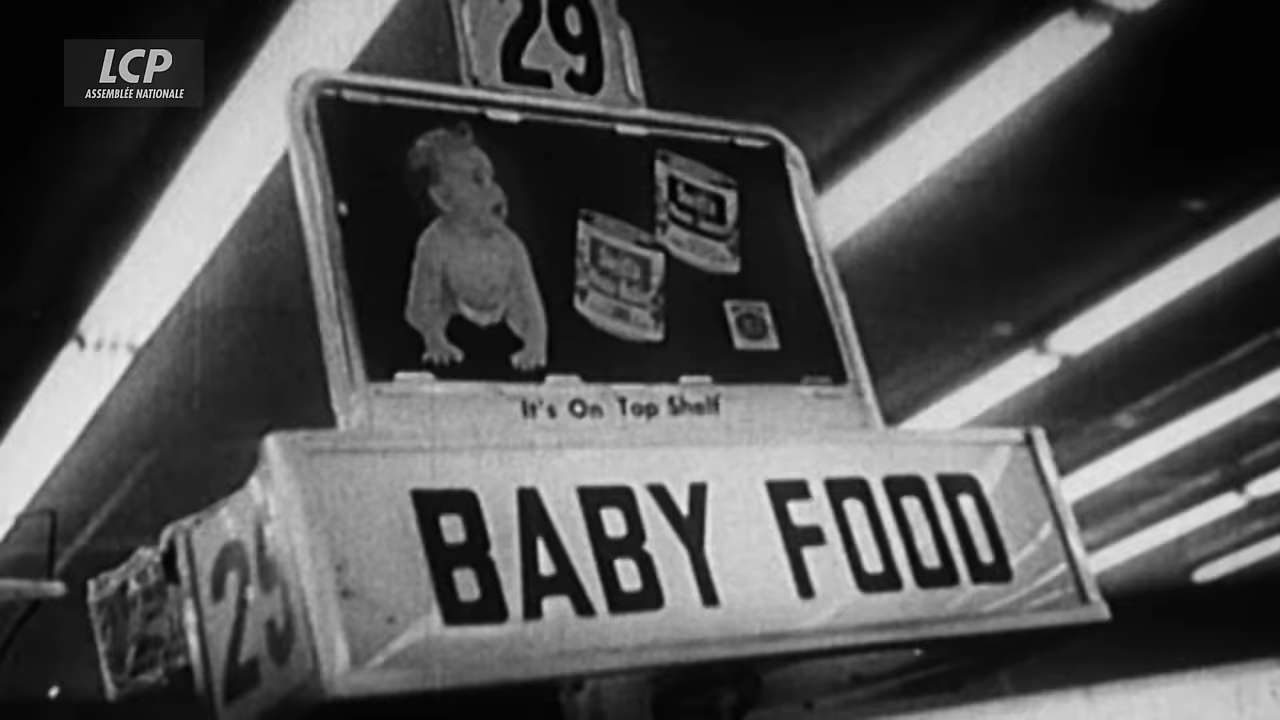 LCP
ASSEMBLÉE NATIONALE
29
It's On Top Shelf
BABY FOOD
29